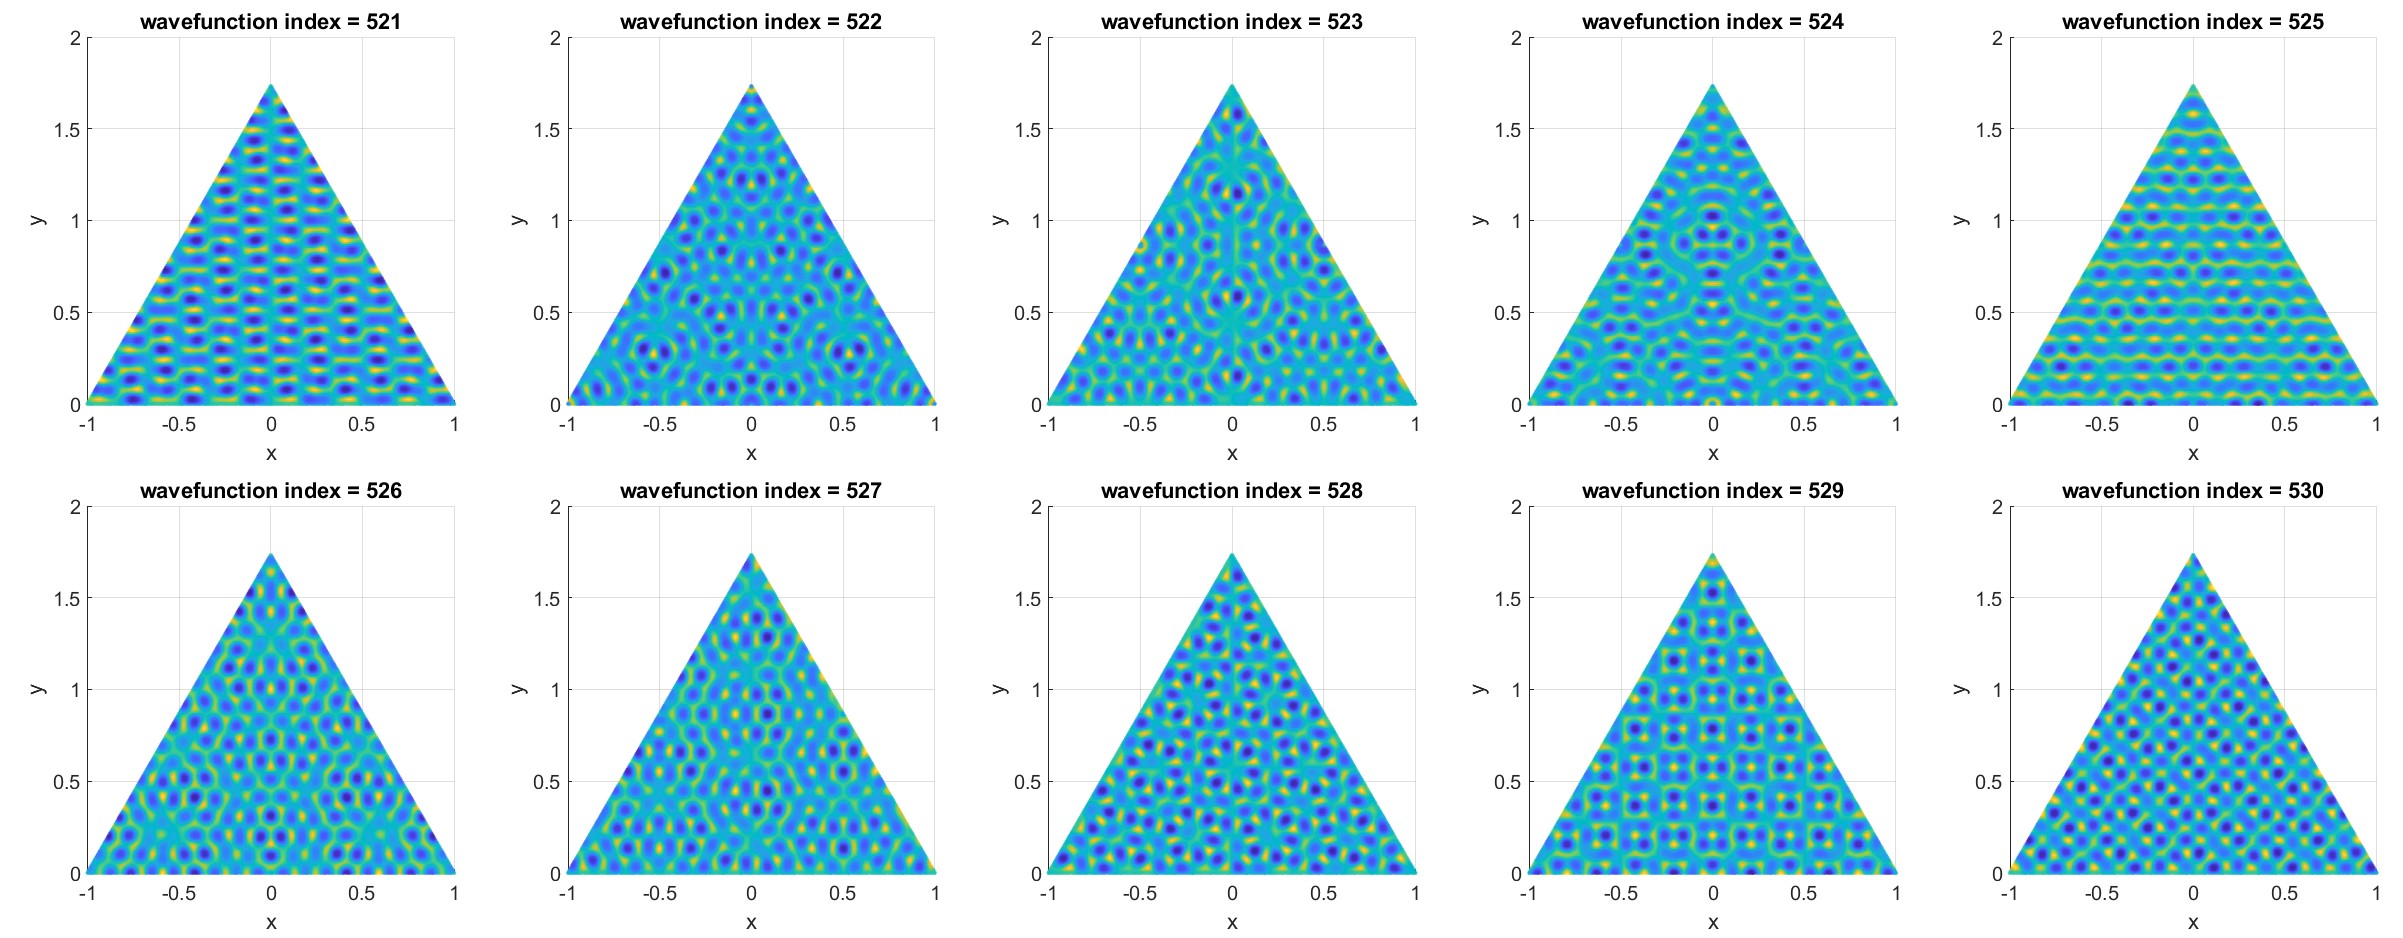 wavefunction index = 521
2
1.5
1
0.5
0
y
-1 -0.5 0 0.5 1
x
wavefunction index = 522
2
1.5
1
0.5
0
y
-1 -0.5 0 0.5 1
x
wavefunction index = 523
2
1.5
1
0.5
0
y
-1 -0.5 0 0.5 1
x
wavefunction index = 524
2
1.5
1
0.5
0
y
-1 -0.5 0 0.5 1
x
wavefunction index = 525
2
1.5
1
0.5
0
y
-1 -0.5 0 0.5 1
x
wavefunction index = 526
2
1.5
1
0.5
0
y
-1 -0.5 0 0.5 1
x
wavefunction index = 527
2
1.5
1
0.5
0
y
-1 -0.5 0 0.5 1
x
wavefunction index = 528
2
1.5
1
0.5
0
y
-1 -0.5 0 0.5 1
x
wavefunction index = 529
2
1.5
1
0.5
0
y
-1 -0.5 0 0.5 1
x
wavefunction index = 530
2
1.5
1
0.5
0
y
-1 -0.5 0 0.5 1
x